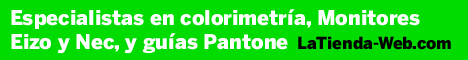 Especialistas en colorimetría, Monitores
Eizo y Nec, y guías Pantone LaTienda-Web.com